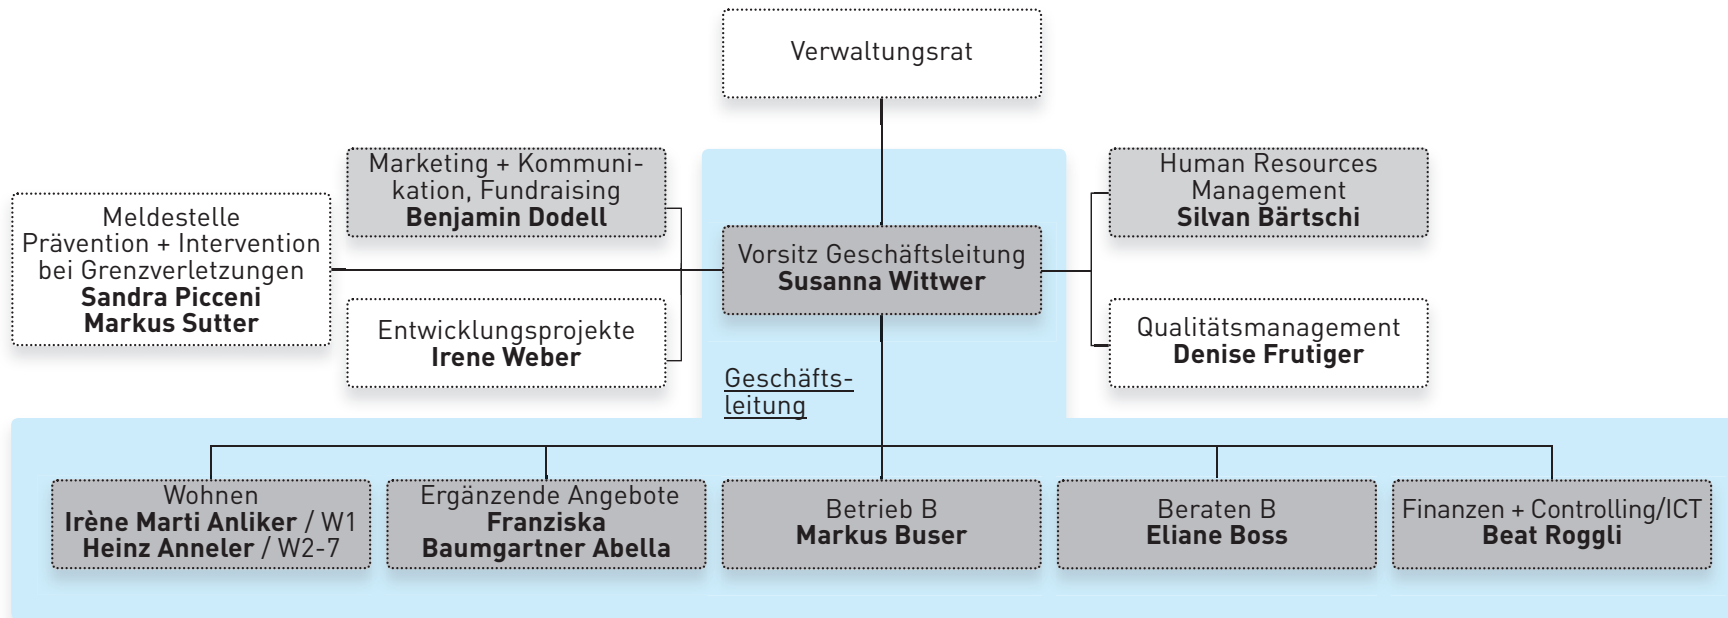 Verwaltungsrat
Marketing + Kommuni-
kation, Fundraising
Benjamin Dodell
Human Resources
Management
Silvan Bärtschi
Meldestelle
Prävention + Intervention
bei Grenzverletzungen
Sandra Picceni
Markus Sutter
Vorsitz Geschäftsleitung
Susanna Wittwer
Entwicklungsprojekte
Irene Weber
Qualitätsmanagement
Denise Frutiger
Geschäfts-
leitung
Wohnen
Irène Marti Anliker / W1
Heinz Anneler / W2-7
Ergänzende Angebote
Franziska
Baumgartner Abella
Betrieb B
Markus Buser
Beraten B
Eliane Boss
Finanzen + Controlling/ICT
Beat Roggli